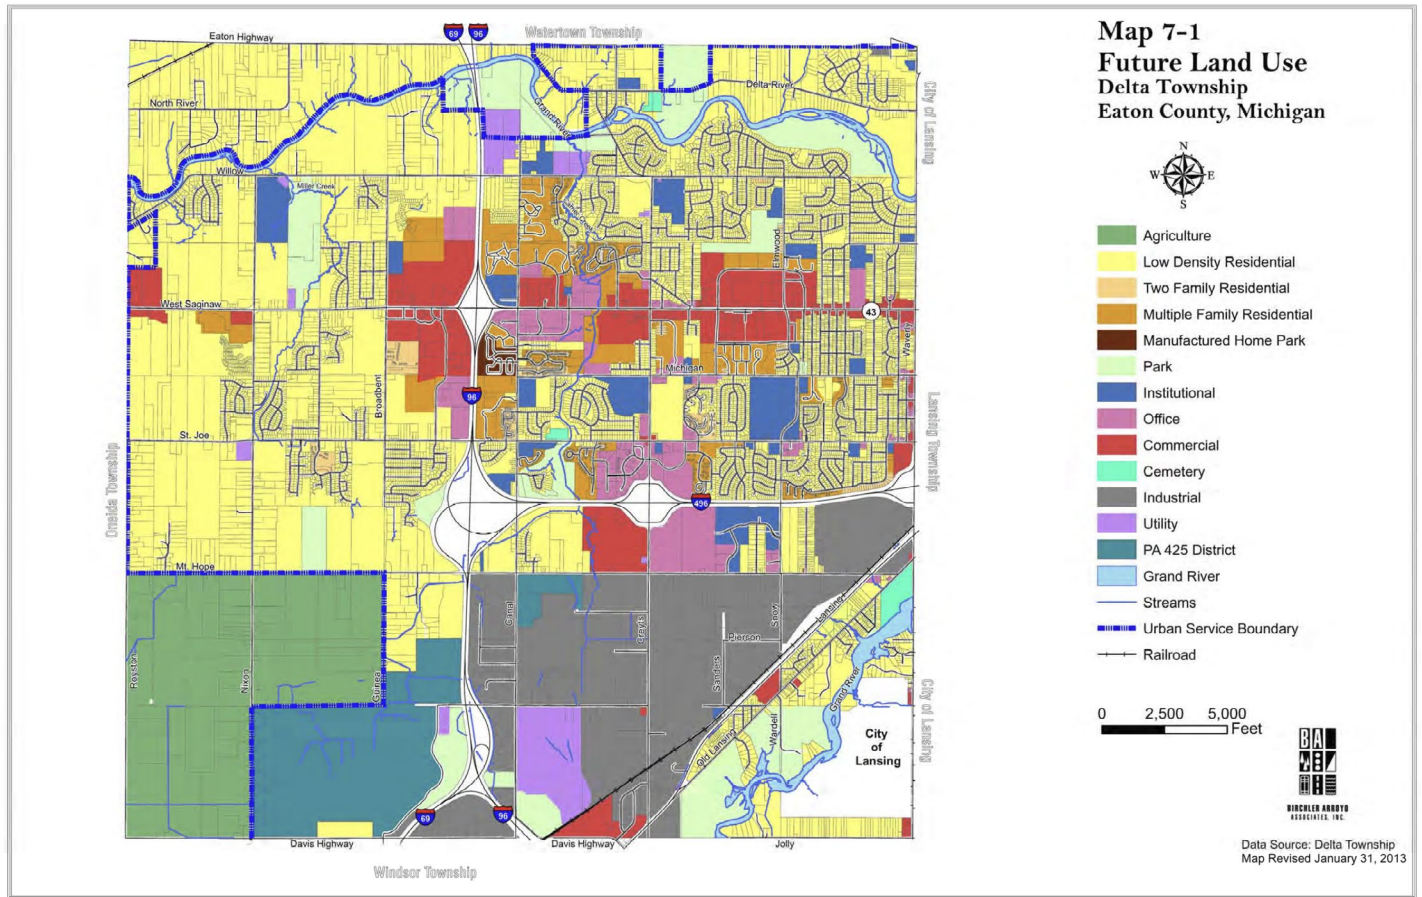 Map 7-1
Future Land Use
Delta Township
Eaton County, Michigan
N
W E
S
Agriculture
Low Density Residential
Two Family Residential
Multiple Family Residential
Manufactured Home Park
Park
Institutional
Office
Commercial
Cemetery
Industrial
Utility
PA 425 District
Grand River
Streams
Urban Service Boundary
Railroad
0 2,500 5,000
Feet
BIRCHLER ARROYO
ASSOCIATES, INC.
Data Source: Delta Township
Map Revised January 31, 2013
69 96
Watertown Township
Eaton Highway
Delta River
North River
Grand River
City of Lansing
Willow
Miller Creek
Elmwood
West Saginaw
43
Waverly
Michigan
Broadbent
96
Lansing Township
St. Joe
Oneida Township
496
Mt. Hope
Canal
Creyts
Snow
Lansing
Pierson
Royston
Nixon
Guinea
Sanders
Grand River
City of Lansing
Wardell
Old Lansing
City
of
Lansing
69 96
Davis Highway
Davis Highway
Jolly
Windsor Township